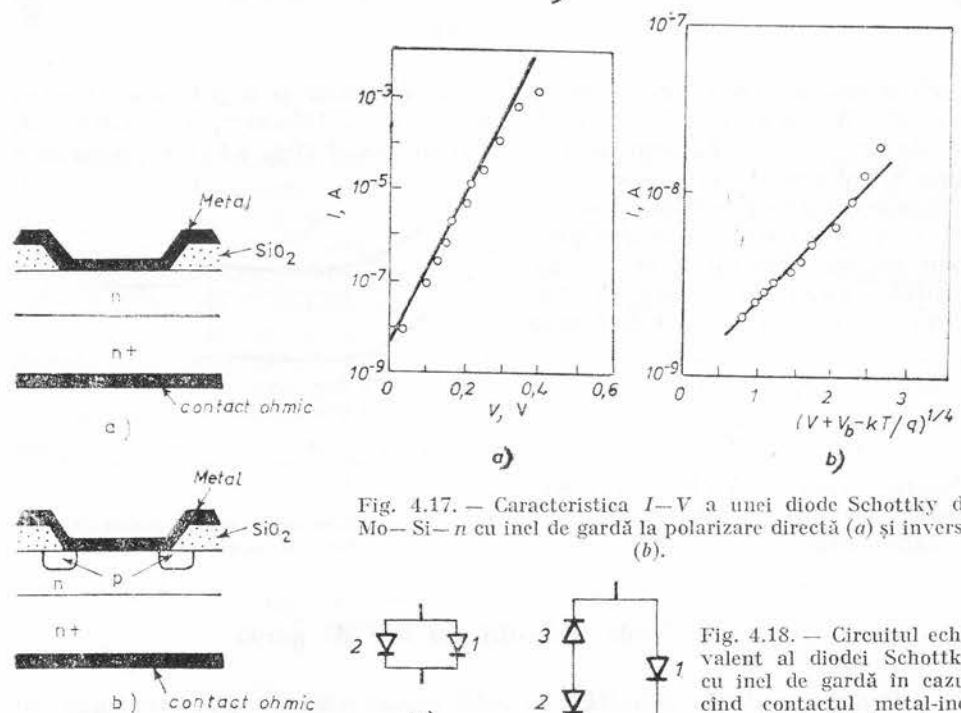 Metal
SiO2
n
n+
contact ohmic
a)
Metal
SiO2
n
p
n+
contact ohmic
b)
I, A
10-3
10-5
10-7
10-9
0
0,2
0,4
0,6
V, V
a)
I, A
10-7
10-8
10-9
0
1
2
3
(V+Vb-kT/q)1/4
b)
Fig. 4.17. — Caracteristica I—V a unei diode Schottky d
Mo—Si—n cu inel de gardă la polarizare directă (a) și invers
(b).
2
1
3
2
1
Fig. 4.18. — Circuitul ech
valent al diodei Schottk
cu inel de gardă în cazu
cînd contactul metal-ine